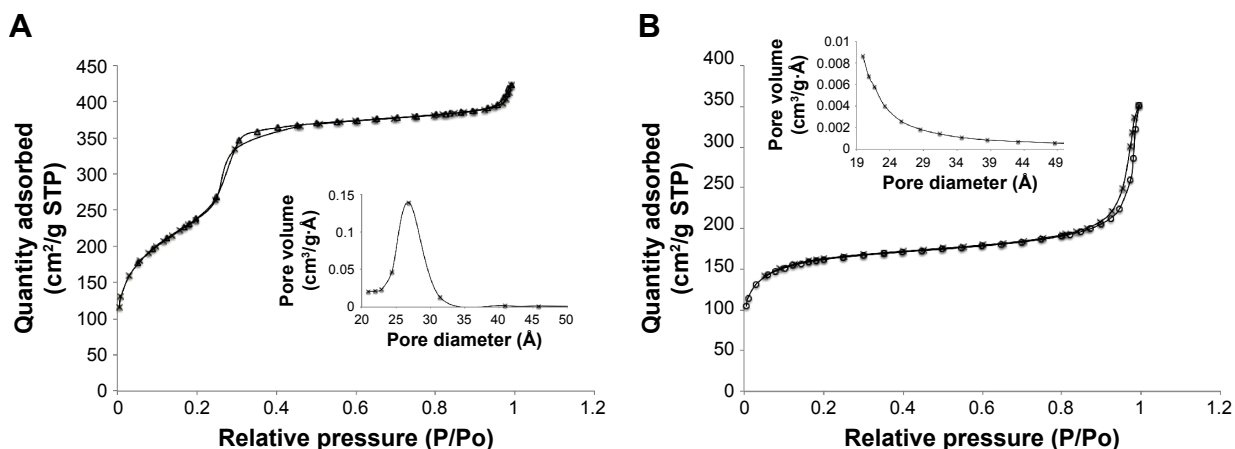 A
450
400
350
300
250
200
150
100
50
0
Quantity adsorbed
(cm²/g STP)
0 0.2 0.4 0.6 0.8 1 1.2
Relative pressure (P/Po)
0.15
0.1
0.05
0
Pore volume
(cm³/g·Å)
20 25 30 35 40 45 50
Pore diameter (Å)
B
400
350
300
250
200
150
100
50
0
Quantity adsorbed
(cm²/g STP)
0 0.2 0.4 0.6 0.8 1 1.2
Relative pressure (P/Po)
0.01
0.008
0.006
0.004
0.002
Pore volume
(cm³/g·Å)
19 24 29 34 39 44 49
Pore diameter (Å)